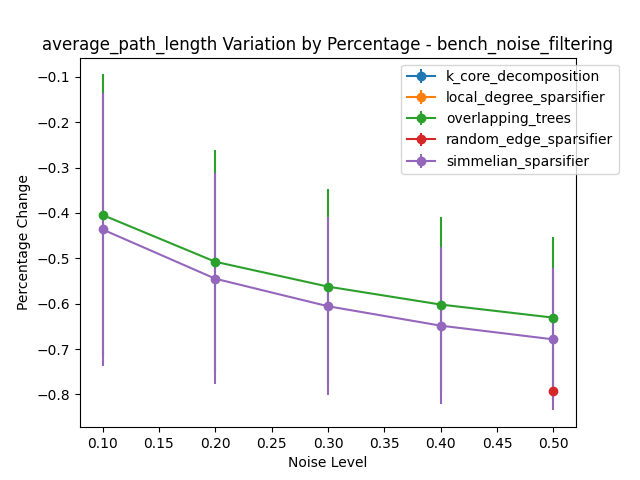 average_path_length Variation by Percentage - bench_noise_filtering
k_core_decomposition
local_degree_sparsifier
overlapping_trees
random_edge_sparsifier
simmelian_sparsifier
Percentage Change
−0.1
−0.2
−0.3
−0.4
−0.5
−0.6
−0.7
−0.8
0.10 0.15 0.20 0.25 0.30 0.35 0.40 0.45 0.50
Noise Level